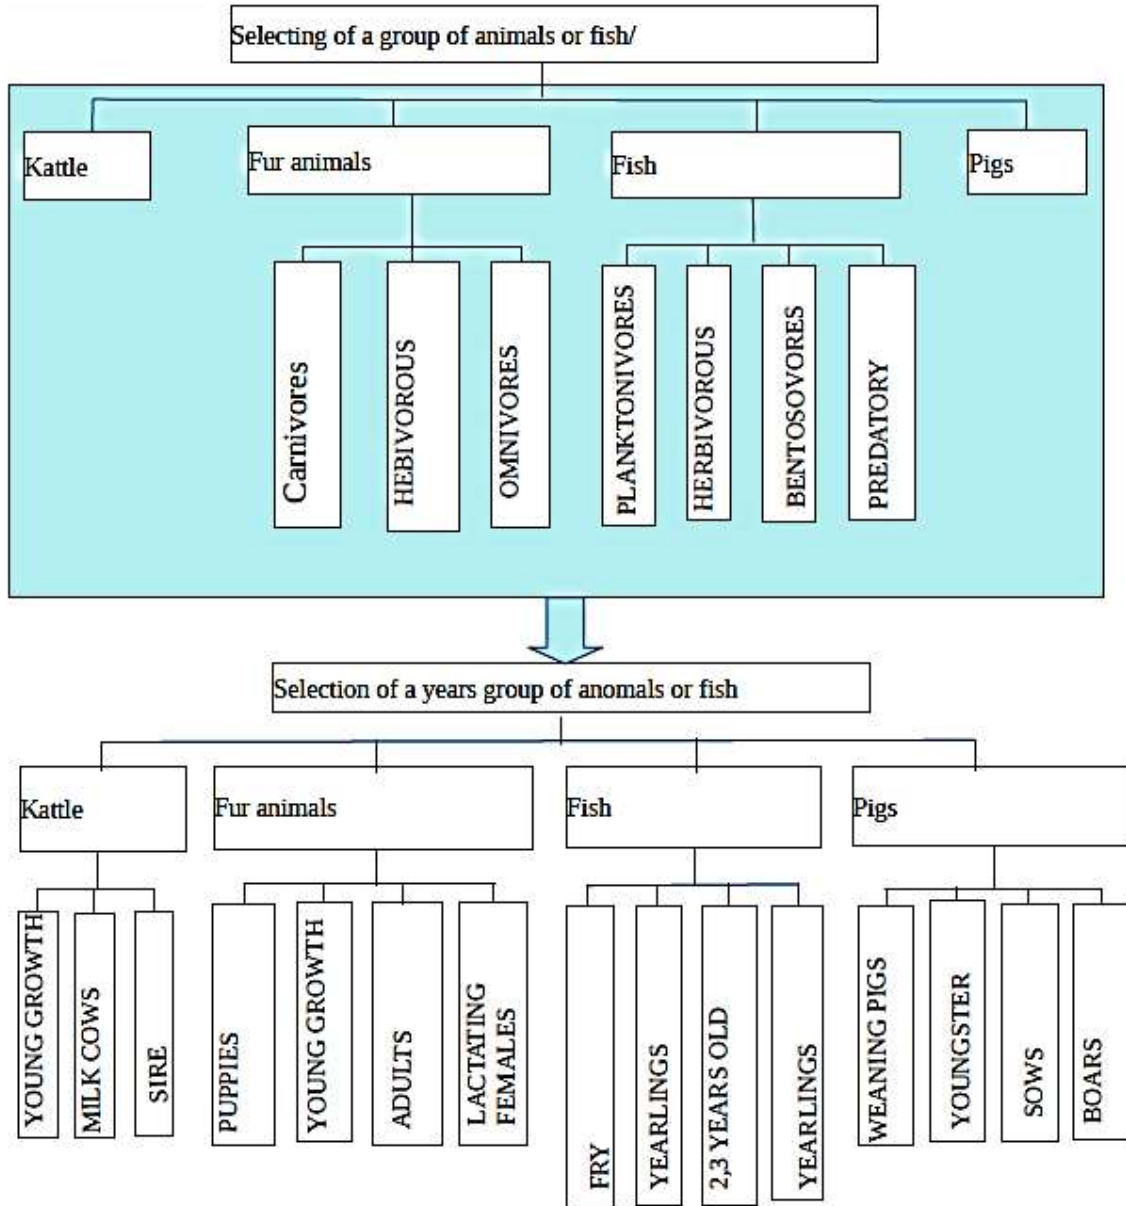 Selecting of a group of animals or fish/
Kattle
Fur animals
Fish
Pigs
Carnivores
HEBIVOROUS
OMNIVORES
PLANKTONIVORES
HERBIVOROUS
BENTOSOVORES
PREDATORY
Selection of a years group of anomals or fish
Kattle
Fur animals
Fish
Pigs
YOUNG GROWTH
MILK COWS
SIRE
PUPPIES
YOUNG GROWTH
ADULTS
LACTATING
FEMALES
FRY
YEARLINGS
2,3 YEARS OLD
YEARLINGS
WEANING PIGS
YOUNGSTER
SOWS
BOARS